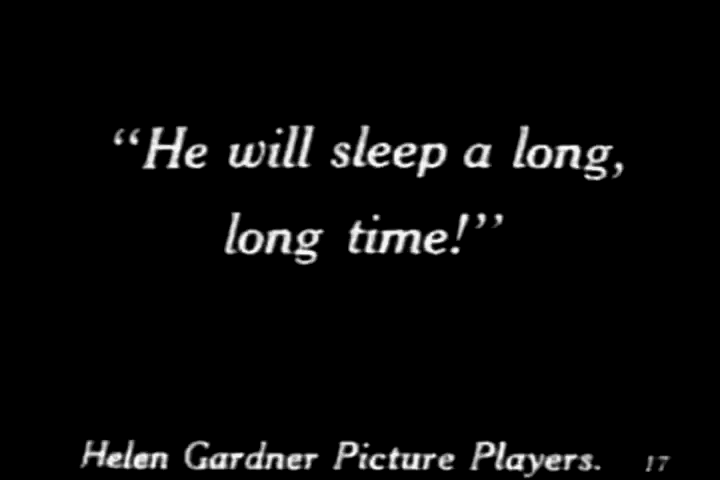 “He will sleep a long,
long time!”
Helen Gardner Picture Players. 17